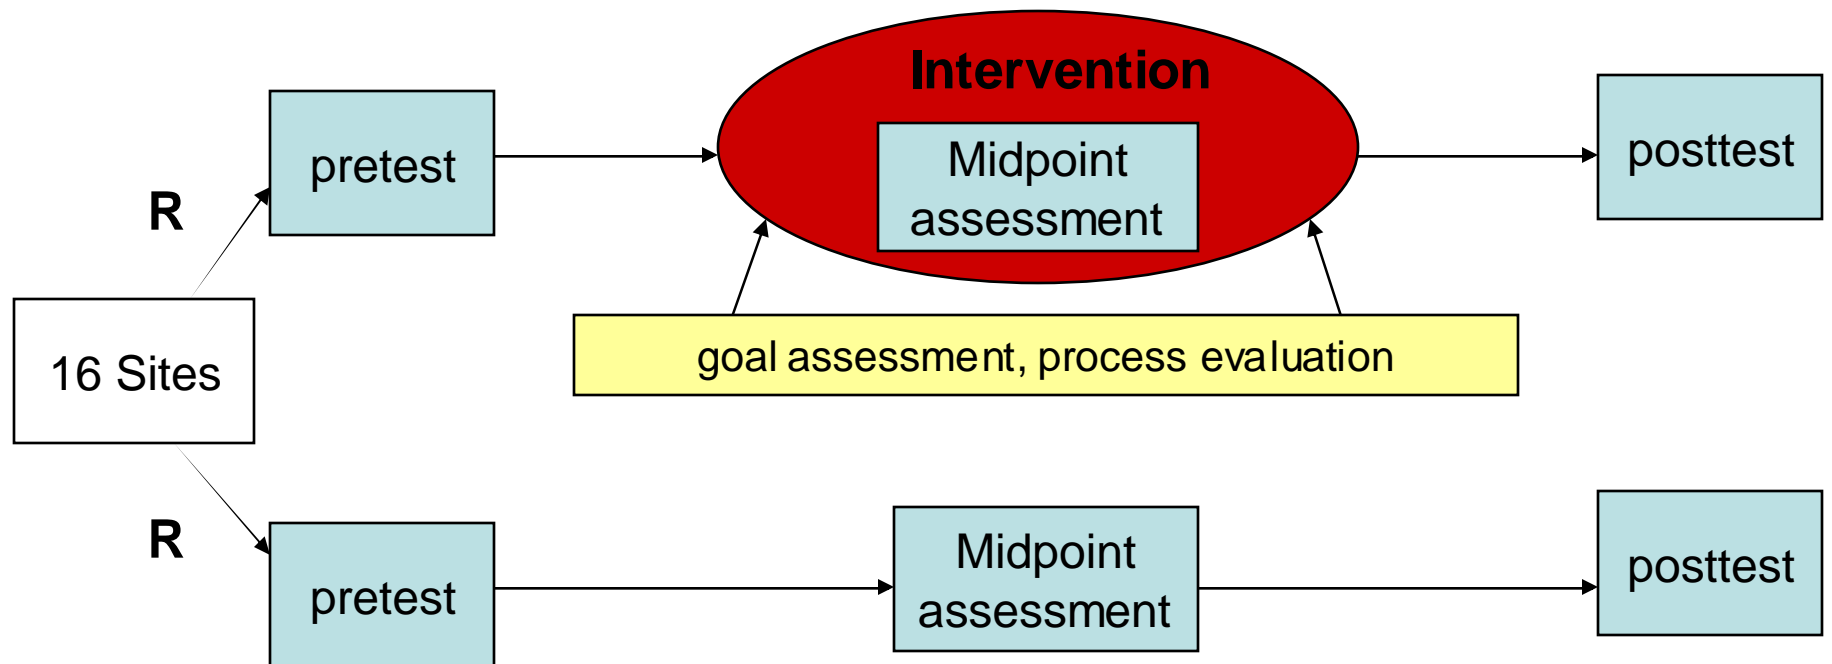 Intervention
pretest
Midpoint
assessment
posttest
R
16 Sites
goal assessment, process evaluation
R
pretest
Midpoint
assessment
posttest